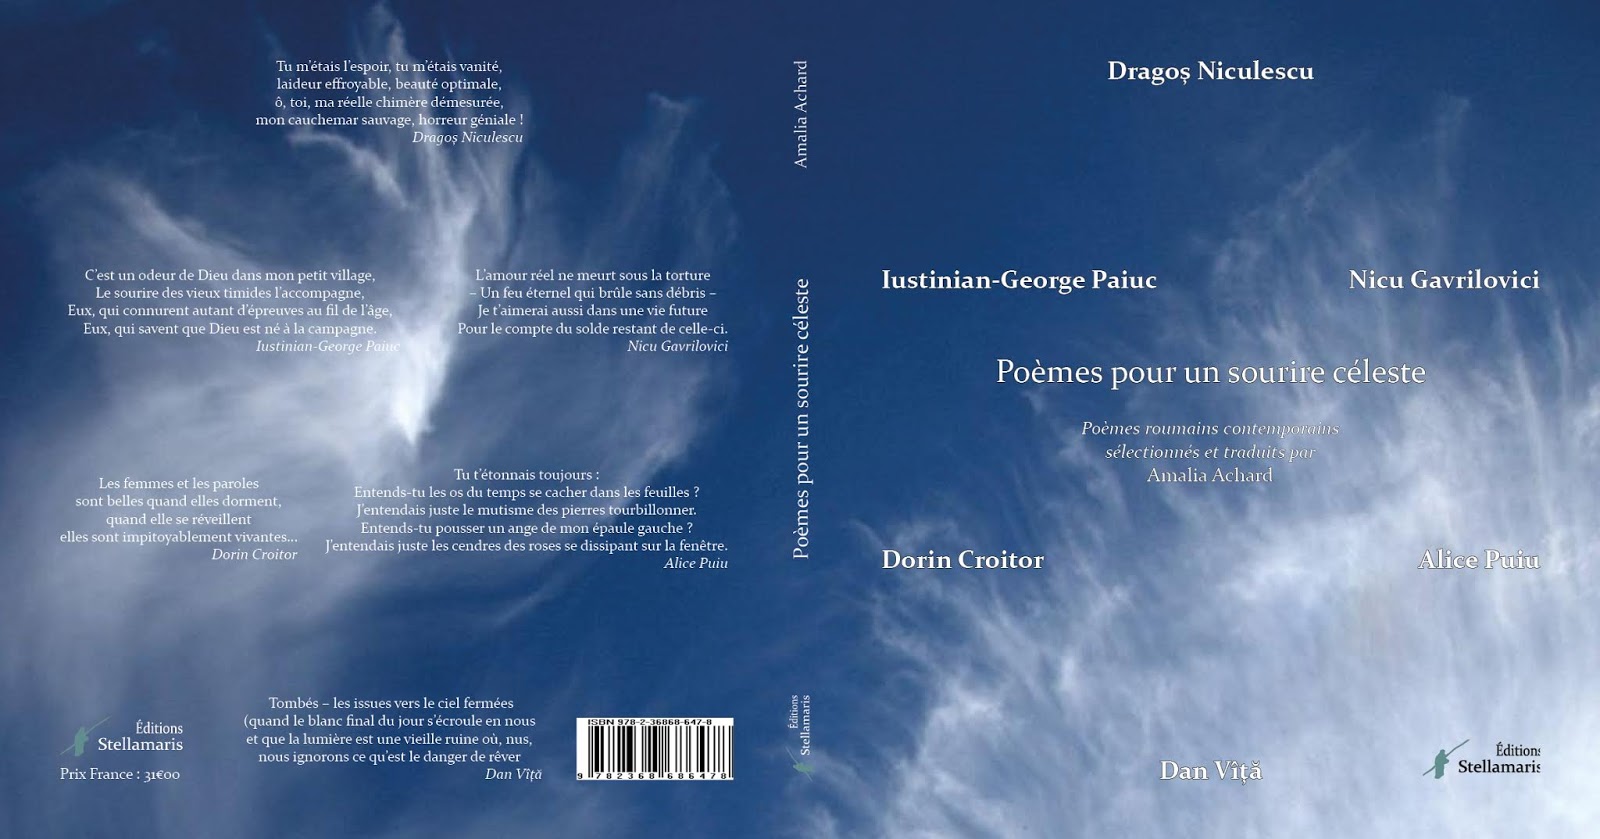 Tu m'étais l'espoir, tu m'étais vanité,
laideur effroyable, beauté optimale,
ô, toi, ma réelle chimère démesurée,
mon cauchemar sauvage, horreur géniale !
Dragoș Niculescu
C'est un odeur de Dieu dans mon petit village,
Le sourire des vieux timides l'accompagne,
Eux, qui connurent autant d'épreuves au fil de l'âge,
Eux, qui savent que Dieu est né à la campagne.
Iustinian-George Paiuc
L'amour réel ne meurt sous la torture
– Un feu éternel qui brûle sans débris –
Je t'aimerai aussi dans une vie future
Pour le compte du solde restant de celle-ci.
Nicu Gavrilovici
Les femmes et les paroles
sont belles quand elles dorment,
quand elle se réveillent
elles sont impitoyablement vivantes...
Dorin Croitor
Tu t'étonnais toujours :
Entends-tu les os du temps se cacher dans les feuilles ?
J'entendais juste le mutisme des pierres tourbillonner.
Entends-tu pousser un ange de mon épaule gauche ?
J'entendais juste les cendres des roses se dissipant sur la fenêtre.
Alice Puiu
Tombés – les issues vers le ciel fermées
(quand le blanc final du jour s'écroule en nous
et que la lumière est une vieille ruine où, nus,
nous ignorons ce qu'est le danger de rêver
Dan Vîță
Éditions
Stellamaris
Prix France : 31€00
ISBN 978-2-36868-647-8
9 782368 686478
Amalia Achard
Poèmes pour un sourire céleste
Éditions
Stellamaris
Dragoș Niculescu
Iustinian-George Paiuc
Nicu Gavrilovici
Poèmes pour un sourire céleste
Poèmes roumains contemporains
sélectionnés et traduits par
Amalia Achard
Dorin Croitor
Alice Puiu
Dan Vîță
Éditions
Stellamaris